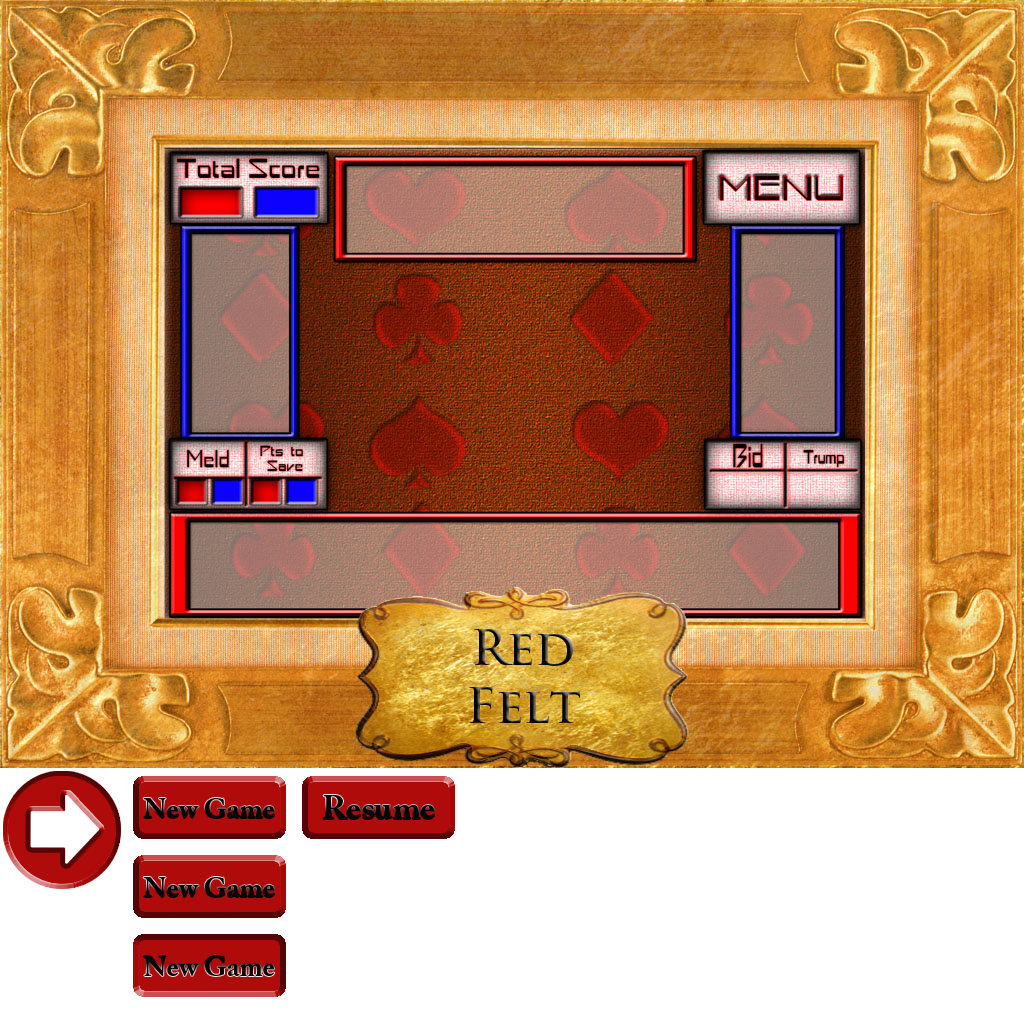 Total Score
MENU
Meld
Pts to
Save
Bid
Trump
RED
FELT
New Game
Resume
New Game
New Game